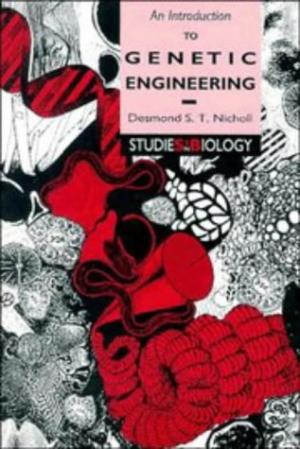 An Introduction
TO
GENETIC
ENGINEERING
Desmond S. T. Nicholl
STUDIES IN BIOLOGY